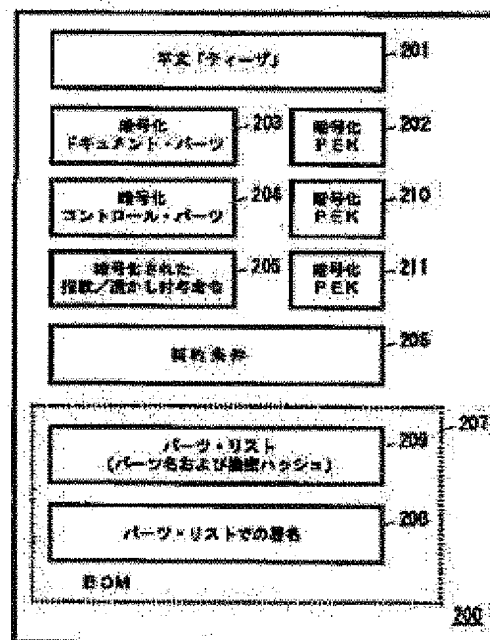 平文「ティーザ」
201
暗号化
ドキュメント・パーツ
203
暗号化
PEK
202
暗号化
コントロール・パーツ
204
暗号化
PEK
210
暗号化された
指紋/透かし付与命令
205
暗号化
PEK
211
契約条件
206
207
パーツ・リスト
(パーツ名および機密ハッシュ)
209
パーツ・リストでの署名
208
BOM
200